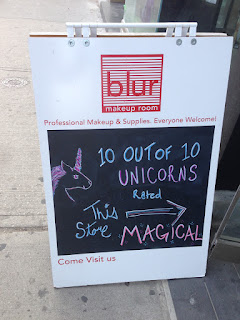 blur
makeup room
Professional Makeup & Supplies. Everyone Welcome!
10 OUT OF 10
UNICORNS
Rated
This
Store MAGICAL
Come Visit us